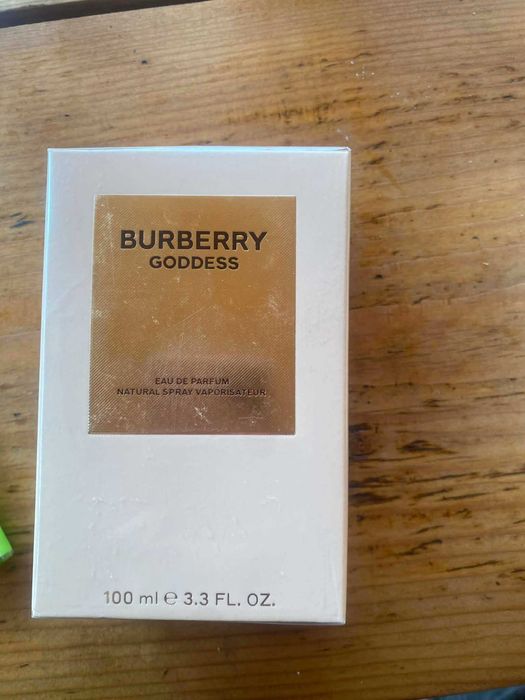 BURBERRY
GODDESS
EAU DE PARFUM
NATURAL SPRAY VAPORISATEUR
100 ml ℮ 3.3 FL. OZ.